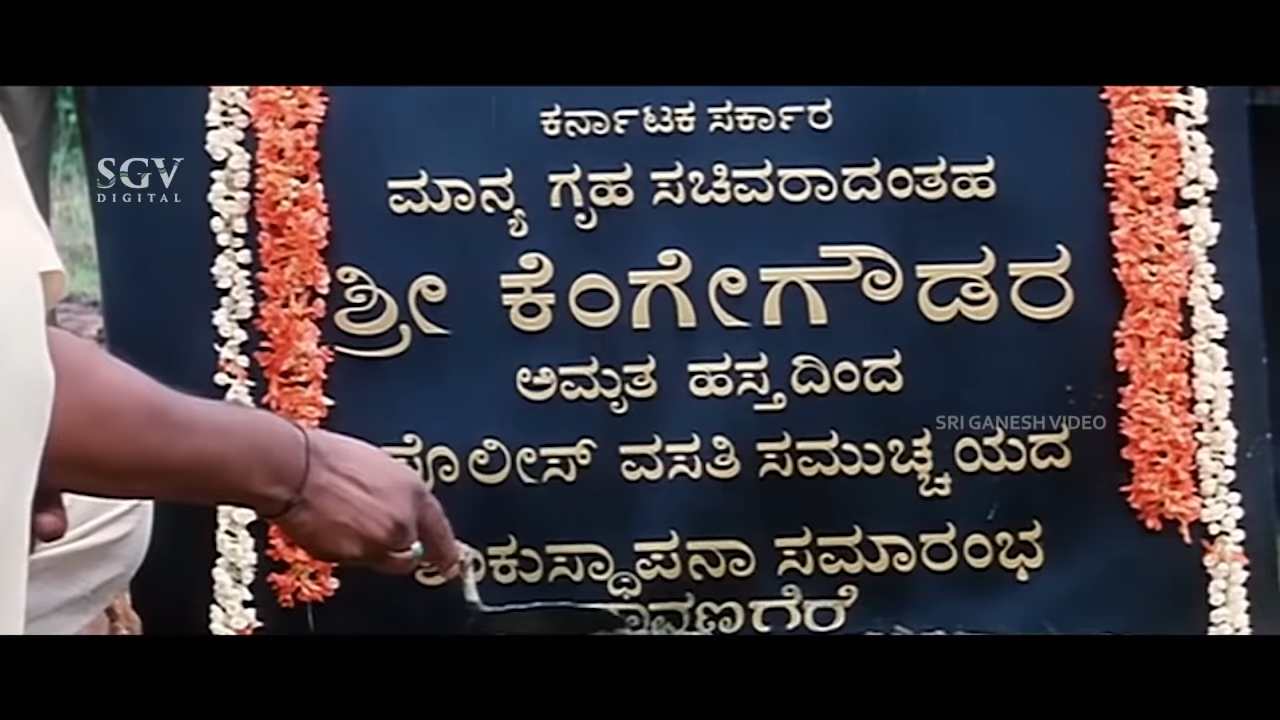 ಕರ್ನಾಟಕ ಸರ್ಕಾರ
SGV
DIGITAL
ಮಾನ್ಯ ಗೃಹ ಸಚಿವರಾದಂತಹ
ಶ್ರೀ ಕೆಂಗೇಗೌಡರ
ಅಮೃತ ಹಸ್ತದಿಂದ
SRI GANESH VIDEO
ಪೊಲೀಸ್ ವಸತಿ ಸಮುಚ್ಚಯದ
ಶಂಕುಸ್ಥಾಪನಾ ಸಮಾರಂಭ